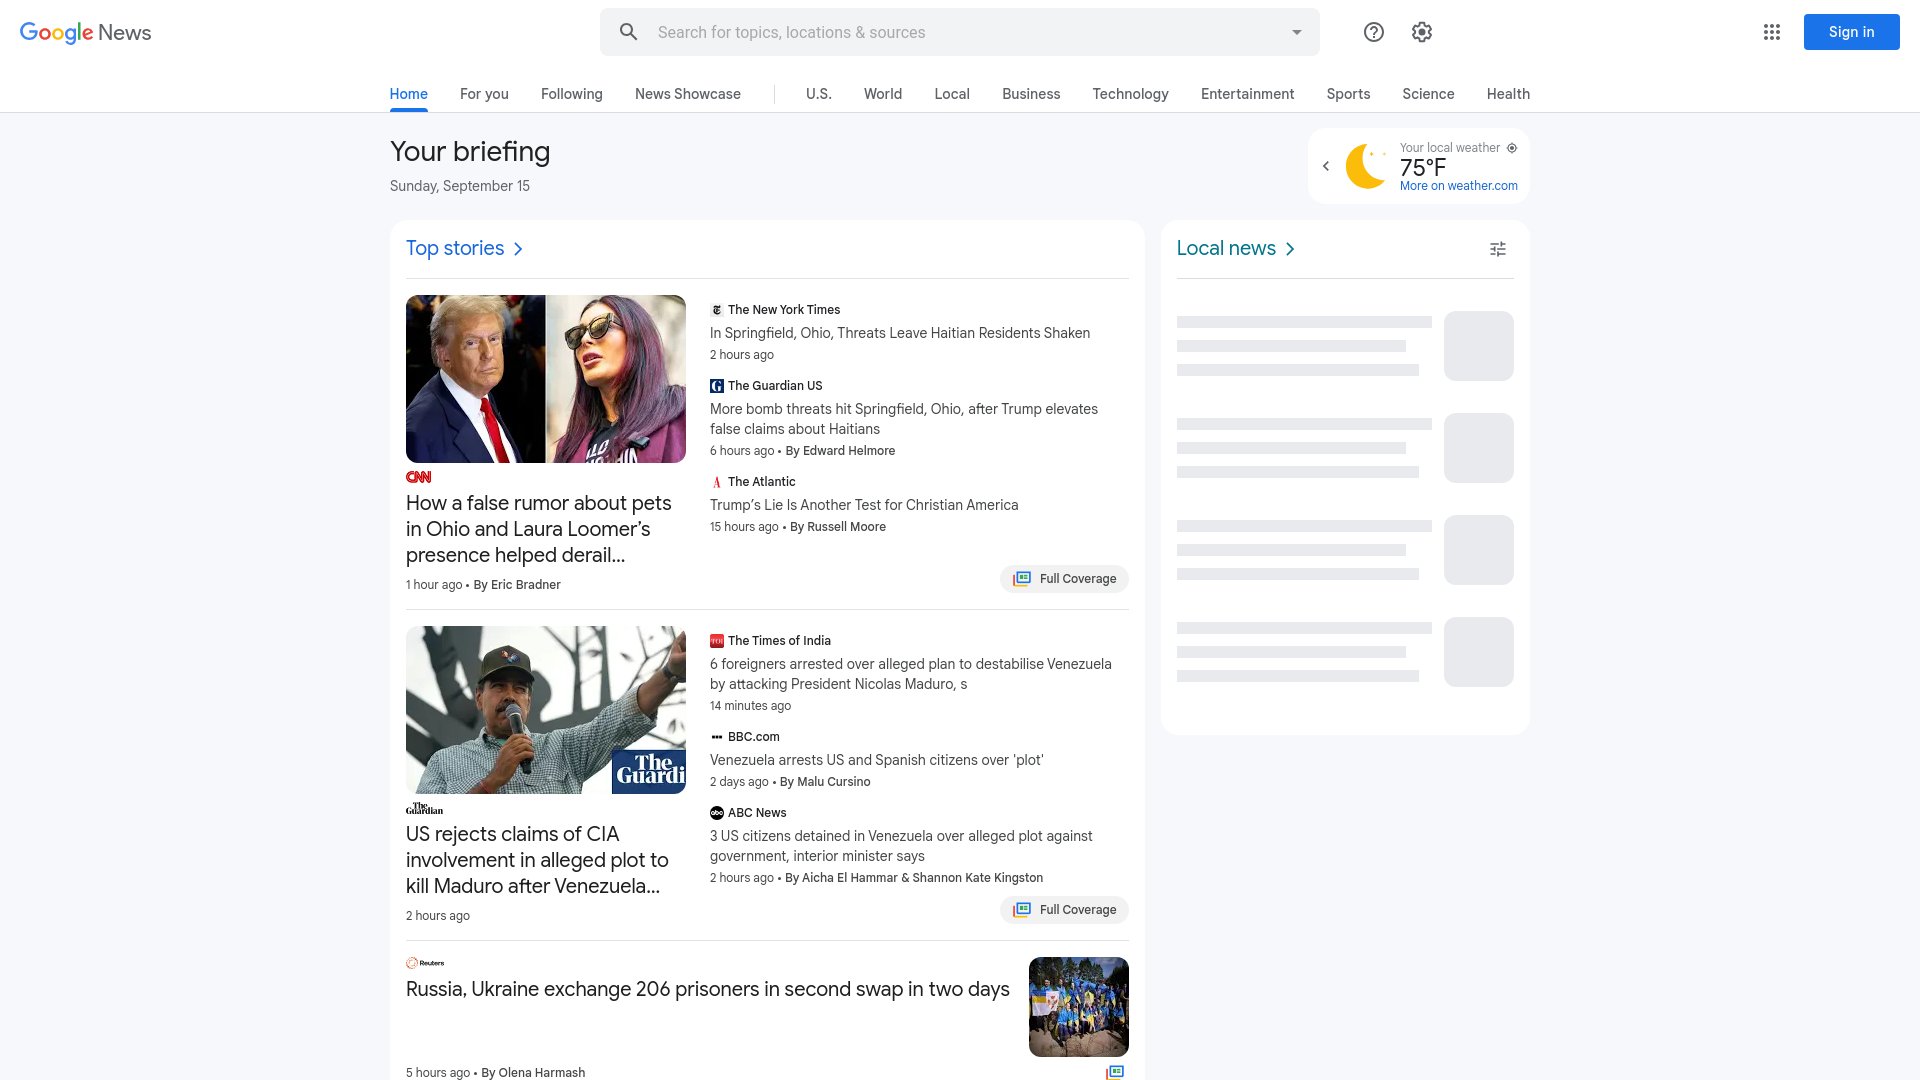 Google News
Search for topics, locations & sources
Sign in
Home
For you
Following
News Showcase
U.S.
World
Local
Business
Technology
Entertainment
Sports
Science
Health
Your briefing
Sunday, September 15
Your local weather
75°F
More on weather.com
Top stories
CNN
How a false rumor about pets
in Ohio and Laura Loomer’s
presence helped derail...
1 hour ago • By Eric Bradner
The New York Times
In Springfield, Ohio, Threats Leave Haitian Residents Shaken
2 hours ago
The Guardian US
More bomb threats hit Springfield, Ohio, after Trump elevates
false claims about Haitians
6 hours ago • By Edward Helmore
The Atlantic
Trump’s Lie Is Another Test for Christian America
15 hours ago • By Russell Moore
Full Coverage
The
Guardi
The
Guardian
US rejects claims of CIA
involvement in alleged plot to
kill Maduro after Venezuela...
2 hours ago
The Times of India
6 foreigners arrested over alleged plan to destabilise Venezuela
by attacking President Nicolas Maduro, s
14 minutes ago
BBC.com
Venezuela arrests US and Spanish citizens over 'plot'
2 days ago • By Malu Cursino
abc
ABC News
3 US citizens detained in Venezuela over alleged plot against
government, interior minister says
2 hours ago • By Aicha El Hammar & Shannon Kate Kingston
Full Coverage
Reuters
Russia, Ukraine exchange 206 prisoners in second swap in two days
5 hours ago • By Olena Harmash
Local news